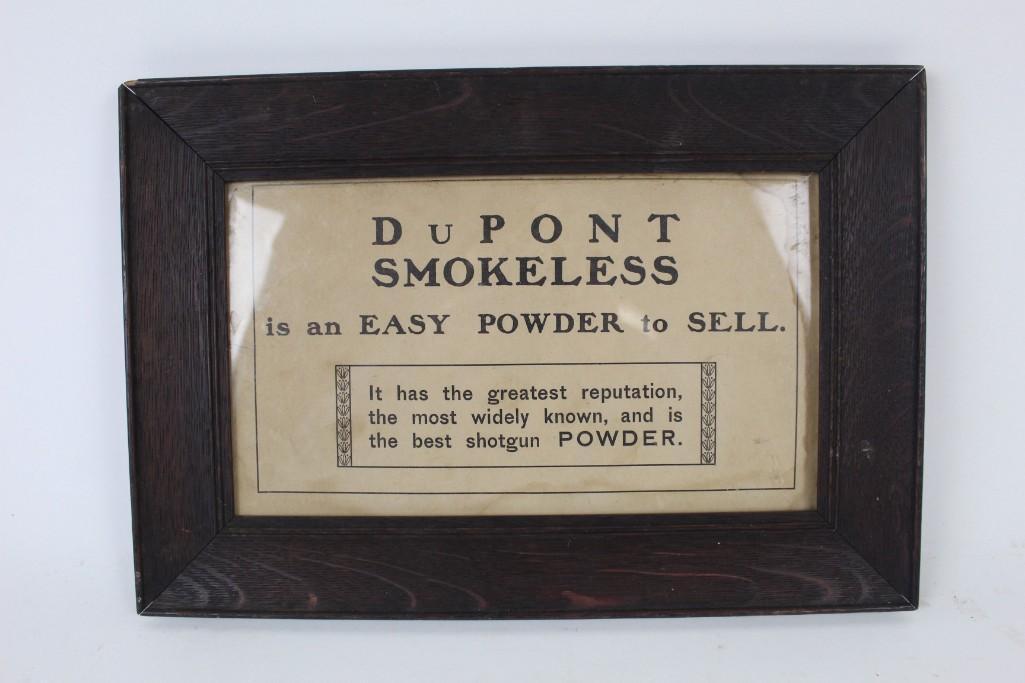 DuPONT
SMOKELESS
is an EASY POWDER to SELL.
It has the greatest reputation,
the most widely known, and is
the best shotgun POWDER.